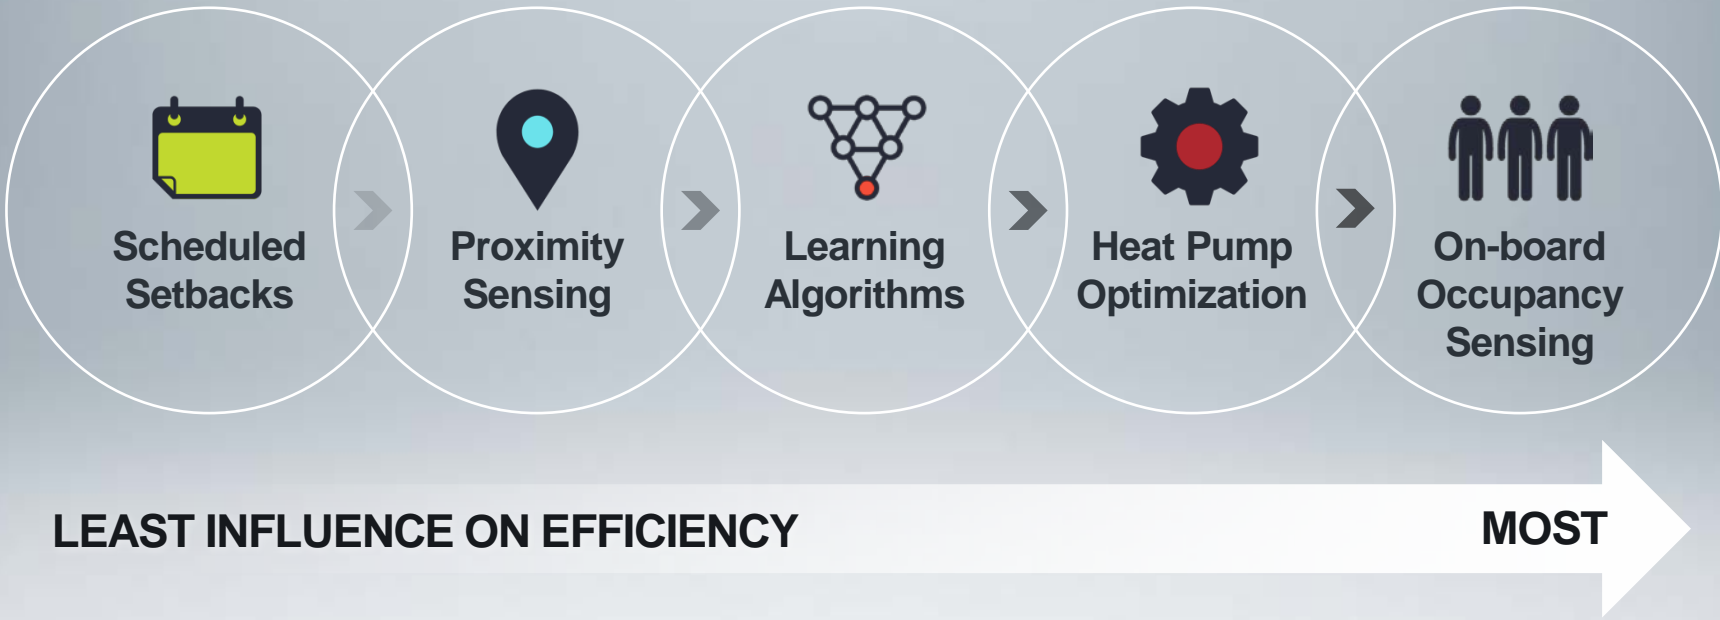 Scheduled
Setbacks
Proximity
Sensing
Learning
Algorithms
Heat Pump
Optimization
On-board
Occupancy
Sensing
LEAST INFLUENCE ON EFFICIENCY
MOST